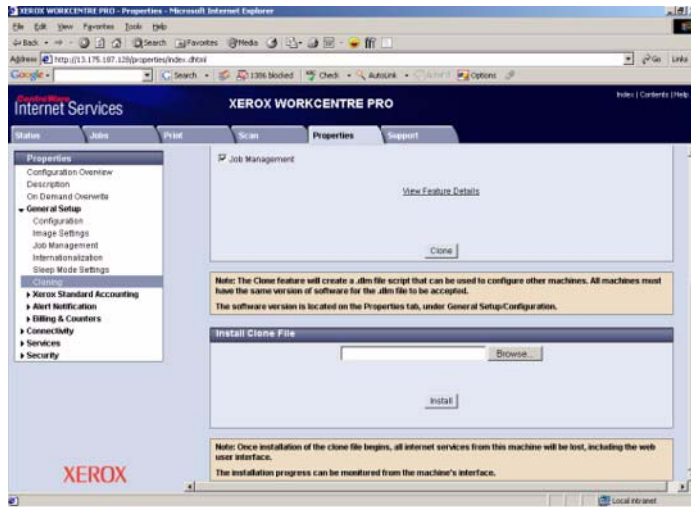 XEROX WORKCENTRE PRO - Properties - Microsoft Internet Explorer
File Edit View Favorites Tools Help
Back Search Favorites Media
Address http://13.175.187.128/properties/index.dhtml Go Links
Google Search 1386 blocked Check AutoLink Options
CentreWare
Internet Services
XEROX WORKCENTRE PRO
Index | Contents | Help
Status Jobs Print Scan Properties Support
Properties
Configuration Overview
Description
On Demand Overwrite
General Setup
Configuration
Image Settings
Job Management
Internationalization
Sleep Mode Settings
Cloning
Xerox Standard Accounting
Alert Notification
Billing & Counters
Connectivity
Services
Security
XEROX
Job Management
View Feature Details
Clone
Note: The Clone feature will create a .dlm file script that can be used to configure other machines. All machines must
have the same version of software for the .dlm file to be accepted.
The software version is located on the Properties tab, under General Setup/Configuration.
Install Clone File
Browse...
Install
Note: Once installation of the clone file begins, all internet services from this machine will be lost, including the web
user interface.
The installation progress can be monitored from the machine's interface.
Local intranet